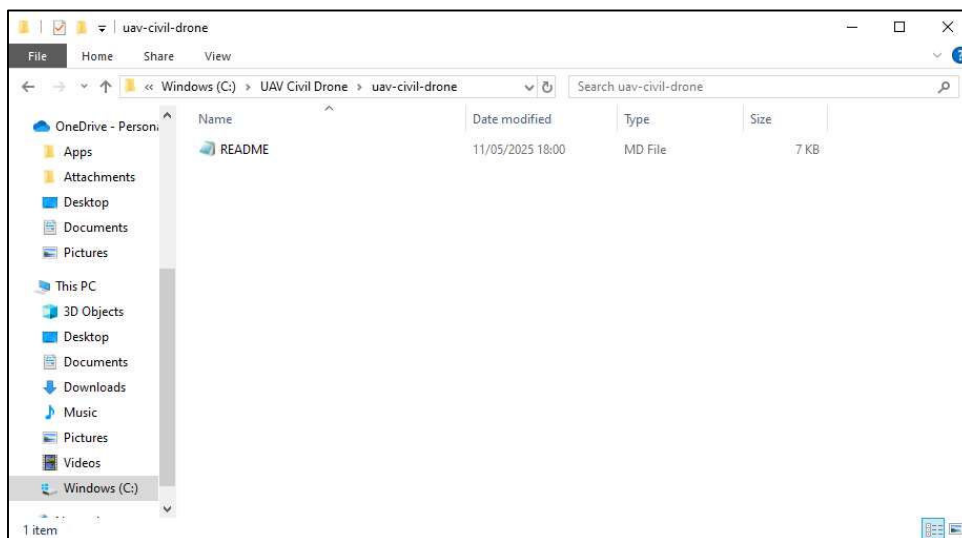 uav-civil-drone
File Home Share View
« Windows (C:) > UAV Civil Drone > uav-civil-drone Search uav-civil-drone
Name Date modified Type Size
README 11/05/2025 18:00 MD File 7 KB
OneDrive - Person
Apps
Attachments
Desktop
Documents
Pictures
This PC
3D Objects
Desktop
Documents
Downloads
Music
Pictures
Videos
Windows (C:)
1 item